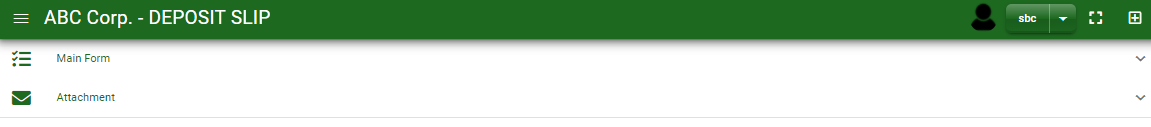 ABC Corp. - DEPOSIT SLIP
sbc
Main Form
Attachment